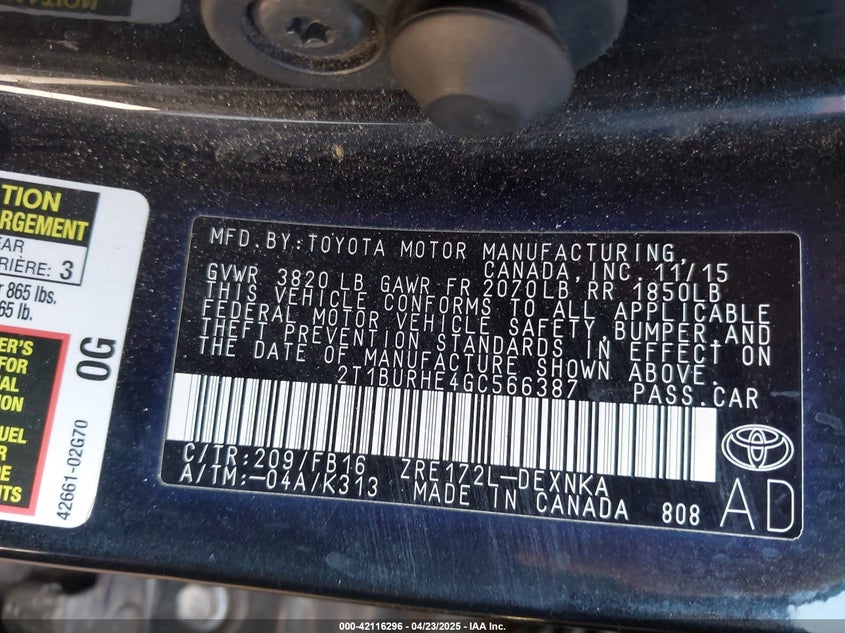 TION
RGEMENT
EAR
RIÈRE: 3
865 lbs.
65 lb.
ER'S
FOR
AL
ION
UEL
R
RE
NTS
0G
42661-02G70
MFD.BY:TOYOTA MOTOR MANUFACTURING,
CANADA,INC.11/15
GVWR 3820 LB GAWR FR 2070LB RR 1850LB
THIS VEHICLE CONFORMS TO ALL APPLICABLE
FEDERAL MOTOR VEHICLE SAFETY,BUMPER,AND
THEFT PREVENTION STANDARDS IN EFFECT ON
THE DATE OF MANUFACTURE SHOWN ABOVE.
2T1BURHE4GC566387 PASS.CAR
C/TR:209/FB16 ZRE172L-DEXNKA
A/TM:-04A/K313 MADE IN CANADA 808
AD
000-42116296 - 04/23/2025 - IAA Inc.